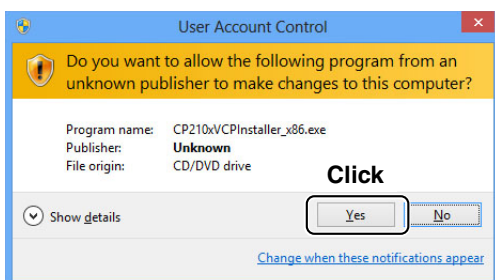 User Account Control
Do you want to allow the following program from an
unknown publisher to make changes to this computer?
Program name: CP210xVCPInstaller_x86.exe
Publisher: Unknown
File origin: CD/DVD drive
Click
Show details
Yes No
Change when these notifications appear